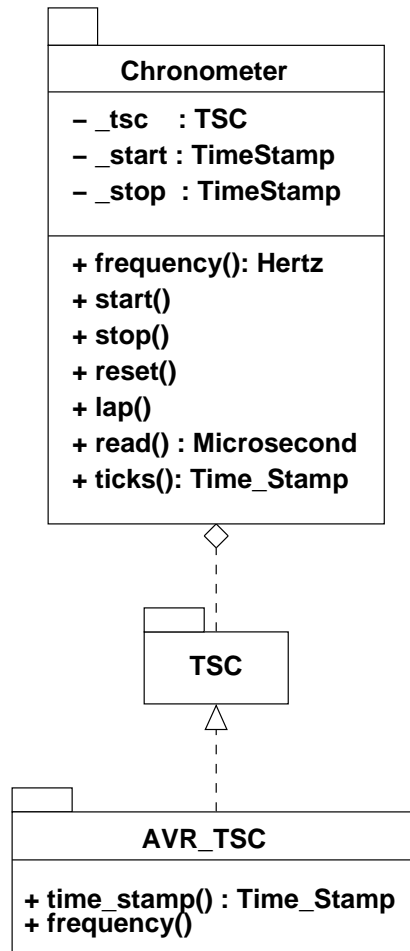 Chronometer
– _tsc : TSC
– _start : TimeStamp
– _stop : TimeStamp
+ frequency(): Hertz
+ start()
+ stop()
+ reset()
+ lap()
+ read() : Microsecond
+ ticks(): Time_Stamp
TSC
AVR_TSC
+ time_stamp() : Time_Stamp
+ frequency()